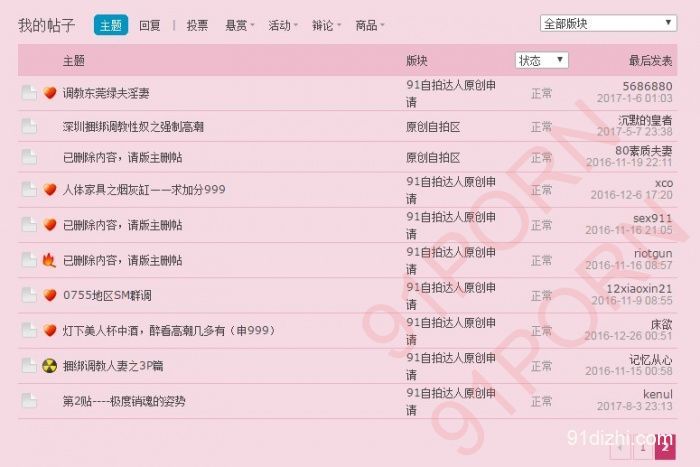 我的帖子 主题 回复 | 投票 悬赏 活动 辩论 商品 全部版块
主题 版块 状态 最后发表
调教东莞绿夫淫妻 91自拍达人原创申请 正常 5686880
2017-1-6 01:03
深圳捆绑调教性奴之强制高潮 原创自拍区 正常 沉默的皇者
2017-5-7 23:38
已删除内容，请版主删帖 原创自拍区 正常 80素质夫妻
2016-11-19 22:11
人体家具之烟灰缸——求加分999 91自拍达人原创申请 正常 xco
2016-12-6 17:20
已删除内容，请版主删帖 91自拍达人原创申请 正常 sex911
2016-11-16 21:05
已删除内容，请版主删帖 91自拍达人原创申请 正常 riotgun
2016-11-16 08:57
0755地区SM群调 91自拍达人原创申请 正常 12xiaoxin21
2016-11-9 08:55
灯下美人杯中酒，醉看高潮几多有（申999） 91自拍达人原创申请 正常 床欲
2016-12-26 00:51
捆绑调教人妻之3P篇 91自拍达人原创申请 正常 记忆从心
2016-11-15 00:58
第2贴----极度销魂的姿势 91自拍达人原创申请 正常 kenul
2017-8-3 23:13
91PORN
91PORN
91dizhi.com
1 2